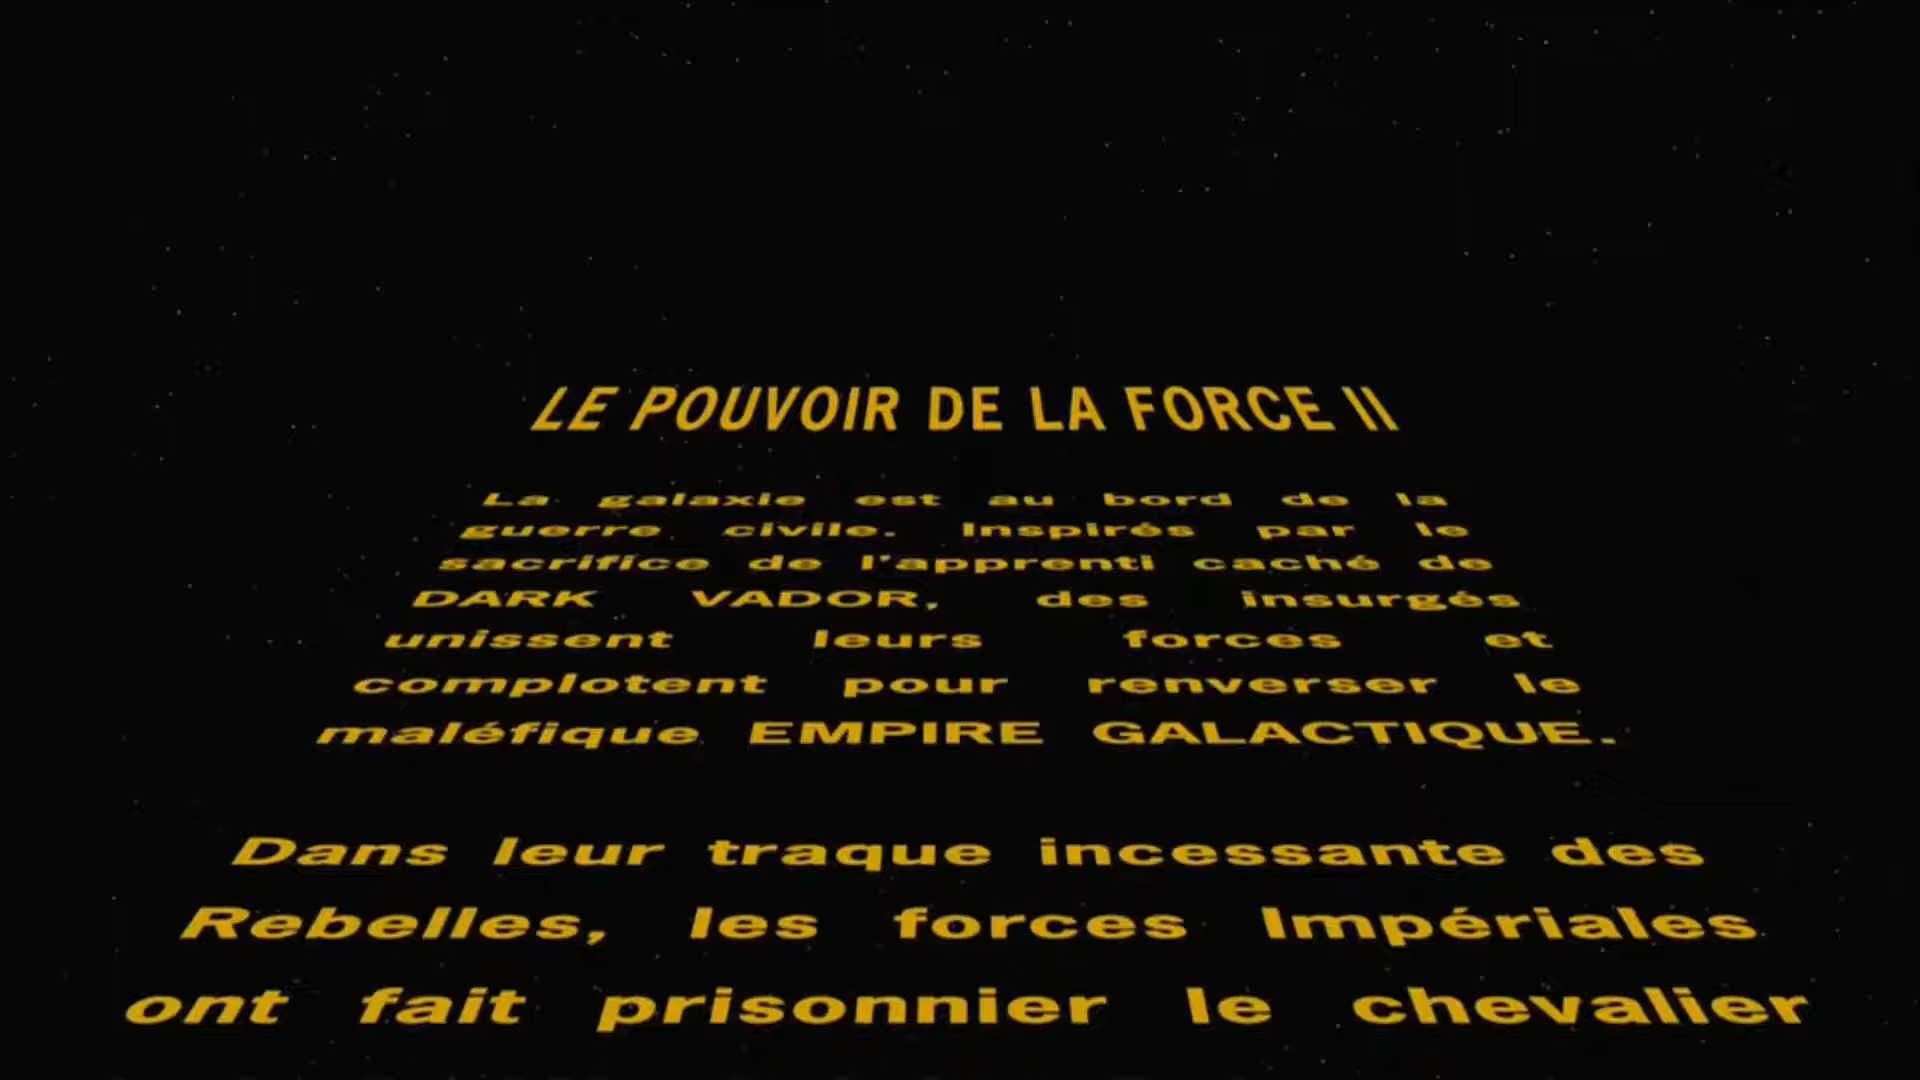 LE POUVOIR DE LA FORCE II
La galaxie est au bord de la
guerre civile. Inspirés par le
sacrifice de l'apprenti caché de
DARK VADOR, des insurgés
unissent leurs forces et
complotent pour renverser le
maléfique EMPIRE GALACTIQUE.
Dans leur traque incessante des
Rebelles, les forces Impériales
ont fait prisonnier le chevalier